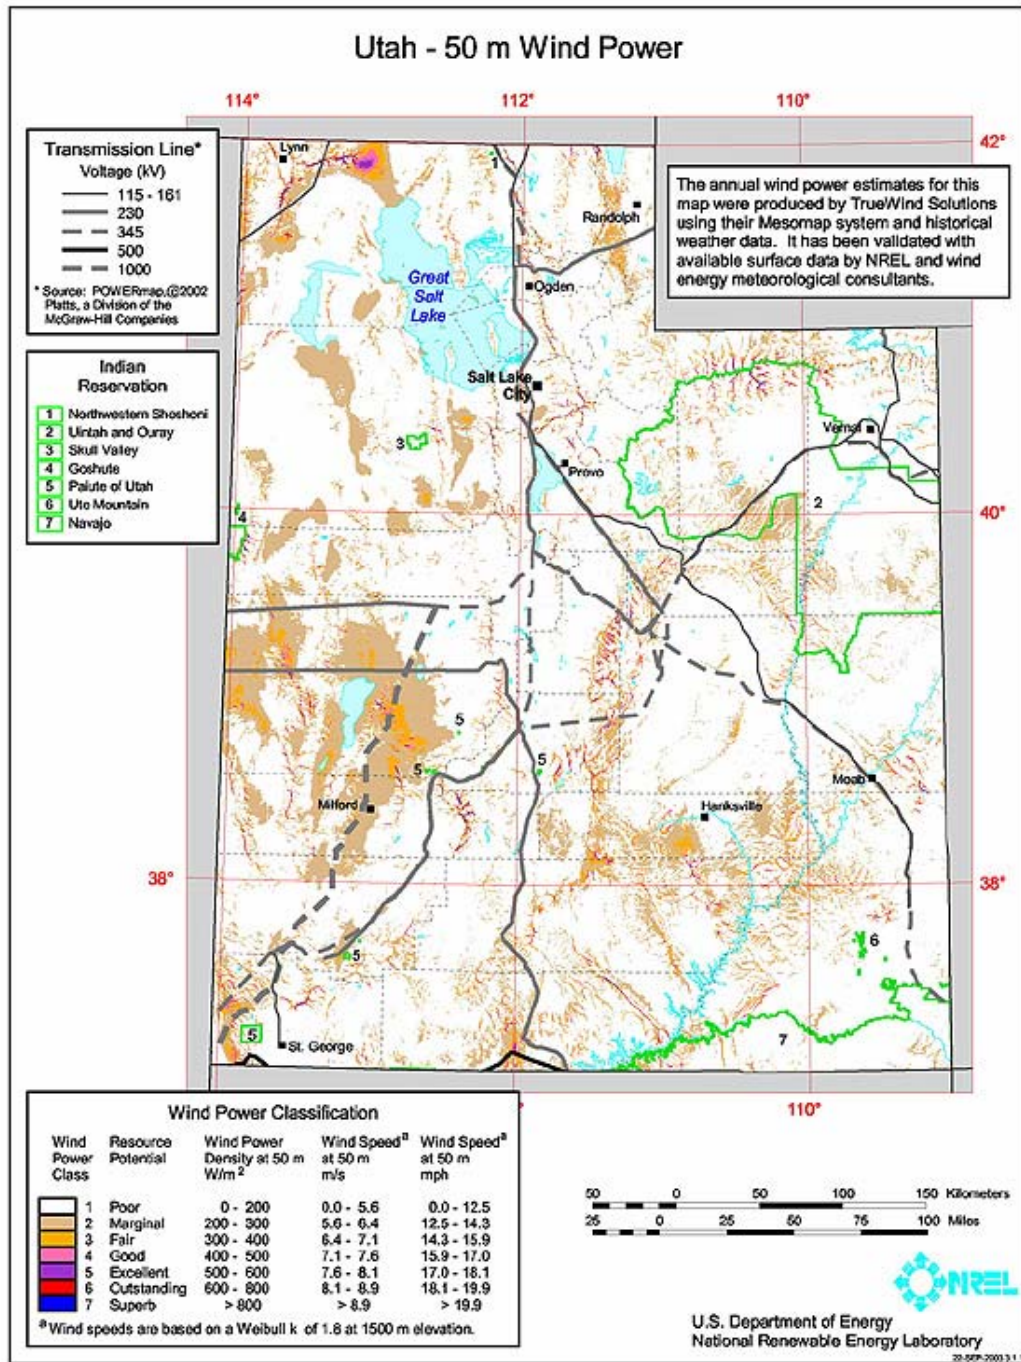 Utah - 50 m Wind Power
114°
112°
110°
42°
Transmission Line*
Voltage (kV)
115 - 161
230
345
500
1000
* Source: POWERmap,@2002
Platts, a Division of the
McGraw-Hill Companies
Indian
Reservation
1 Northwestern Shoshoni
2 Uintah and Ouray
3 Skull Valley
4 Goshute
5 Paiute of Utah
6 Ute Mountain
7 Navajo
The annual wind power estimates for this
map were produced by TrueWind Solutions
using their Mesomap system and historical
weather data. It has been validated with
available surface data by NREL and wind
energy meteorological consultants.
Lynn
1
Randolph
Great
Salt
Lake
Ogden
Salt Lake
City
Vernal
3
Provo
2
4
40°
5
5
5
Moab
Milford
Hanksville
38°
38°
6
5
5
St. George
7
110°
Wind Power Classification
Wind Power Class
Resource Potential
Wind Power Density at 50 m W/m²
Wind Speedª at 50 m m/s
Wind Speedª at 50 m mph
1 Poor 0 - 200 0.0 - 5.6 0.0 - 12.5
2 Marginal 200 - 300 5.6 - 6.4 12.5 - 14.3
3 Fair 300 - 400 6.4 - 7.1 14.3 - 15.9
4 Good 400 - 500 7.1 - 7.6 15.9 - 17.0
5 Excellent 500 - 600 7.6 - 8.1 17.0 - 18.1
6 Outstanding 600 - 800 8.1 - 8.9 18.1 - 19.9
7 Superb > 800 > 8.9 > 19.9
ª Wind speeds are based on a Weibull k of 1.8 at 1500 m elevation.
50 0 50 100 150 Kilometers
25 0 25 50 75 100 Miles
NREL
U.S. Department of Energy
National Renewable Energy Laboratory